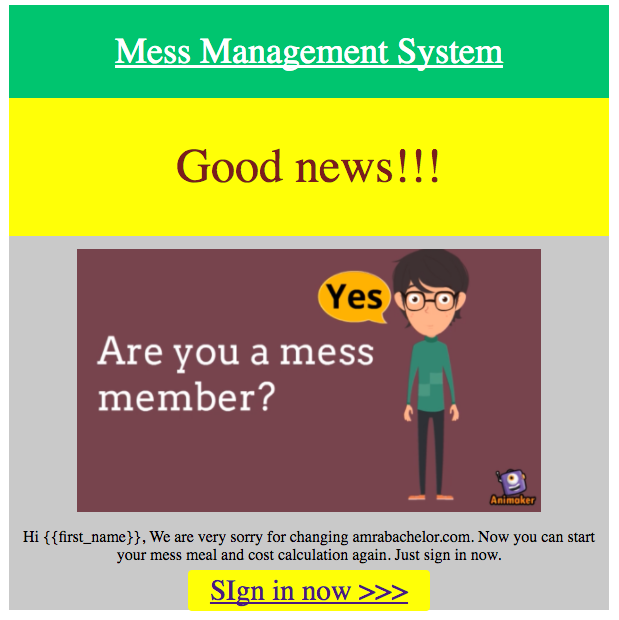 Mess Management System
Good news!!!
Yes
Are you a mess
member?
Animaker
Hi {{first_name}}, We are very sorry for changing amrabachelor.com. Now you can start
your mess meal and cost calculation again. Just sign in now.
SIgn in now >>>